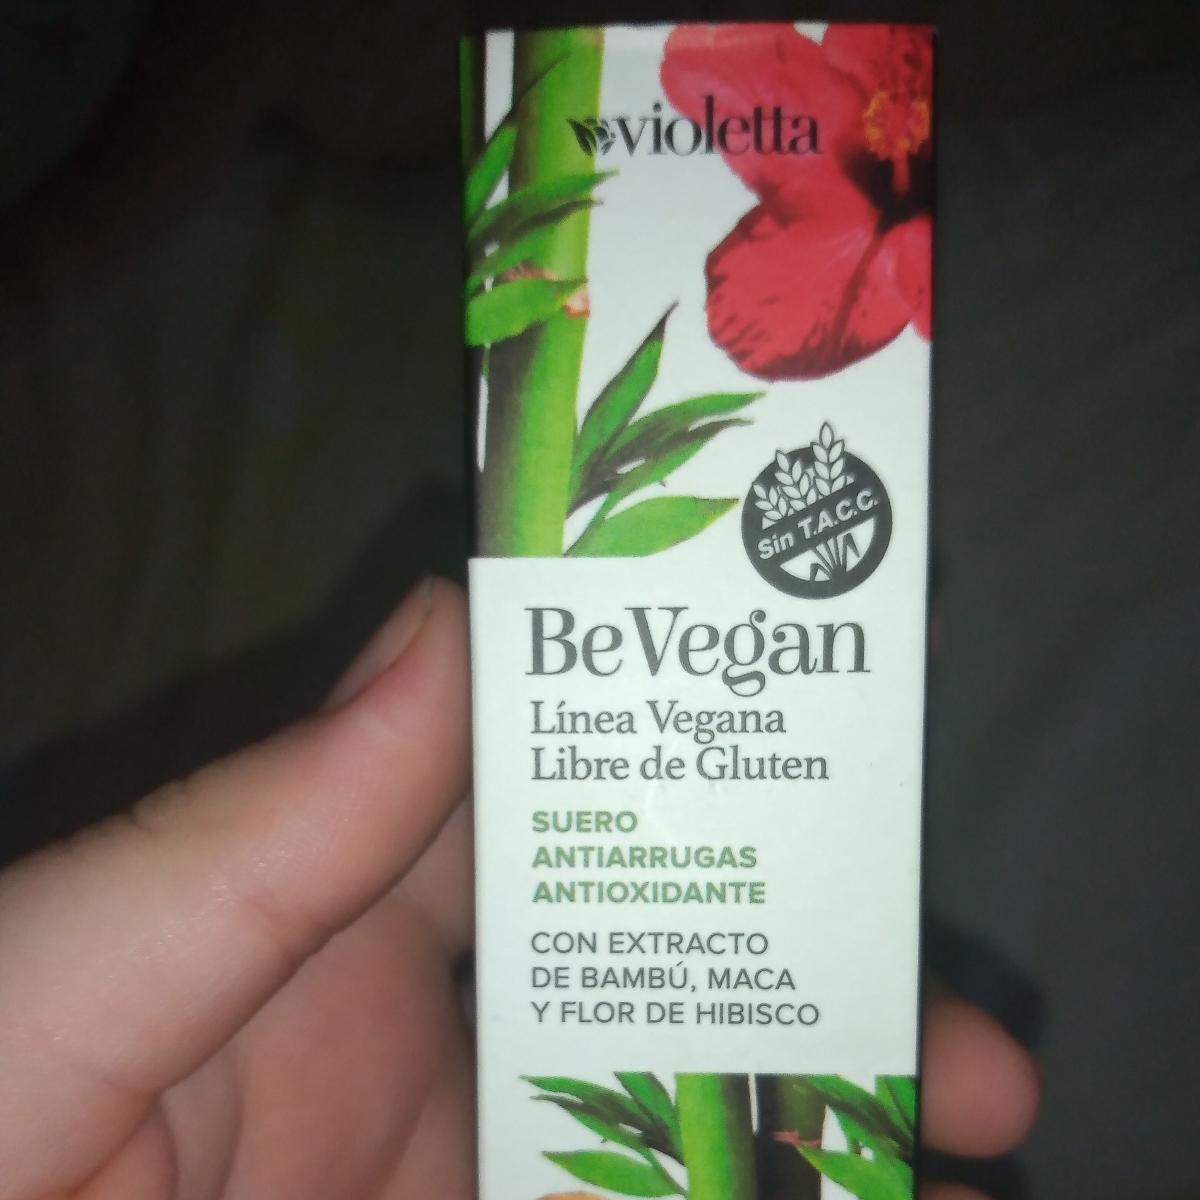 violetta
Sin T.A.C.C.
BeVegan
Línea Vegana
Libre de Gluten
SUERO
ANTIARRUGAS
ANTIOXIDANTE
CON EXTRACTO
DE BAMBÚ, MACA
Y FLOR DE HIBISCO